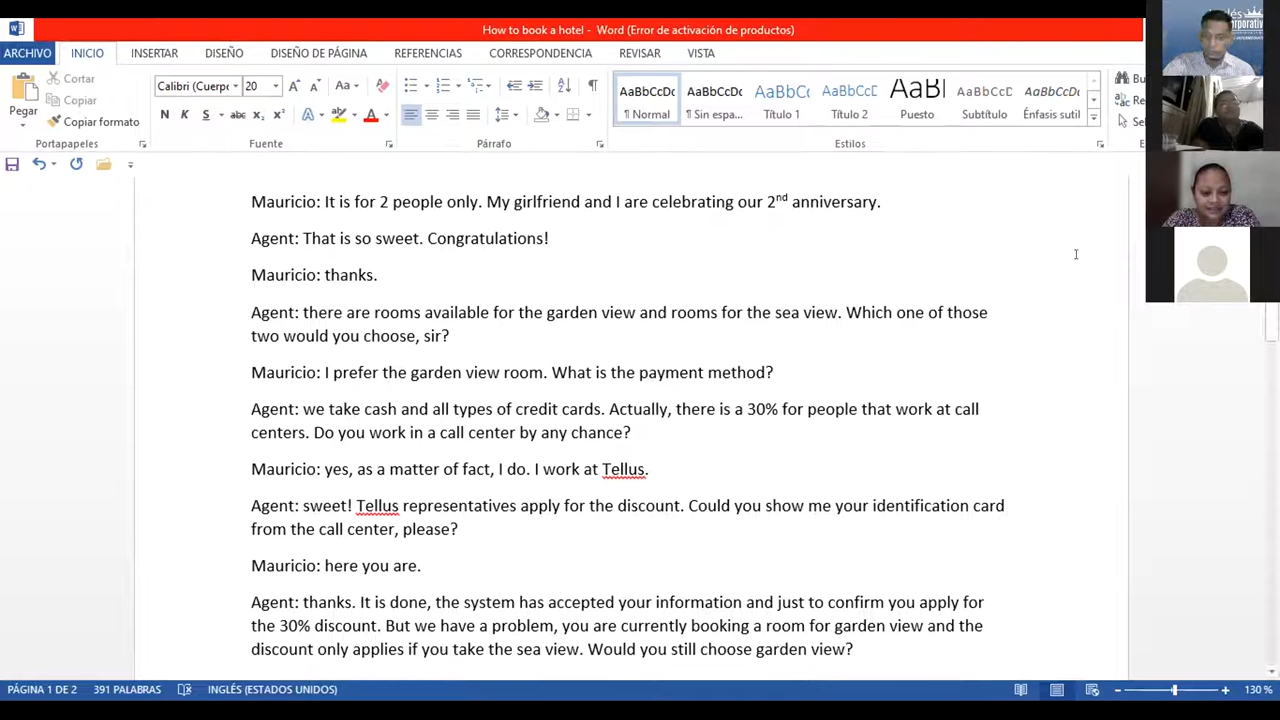 How to book a hotel - Word (Error de activación de productos)
ARCHIVO INICIO INSERTAR DISEÑO DISEÑO DE PÁGINA REFERENCIAS CORRESPONDENCIA REVISAR VISTA
Pegar
Cortar
Copiar
Copiar formato
Portapapeles
Calibri (Cuerpo 20
Aa
N K S abc x₂ x²
Fuente
Párrafo
AaBbCcDc AaBbCcDc AaBbCc AaBbCcD AaBl AaBbCcD AaBbCcDc
¶ Normal ¶ Sin espa... Título 1 Título 2 Puesto Subtítulo Énfasis sutil
Estilos
Mauricio: It is for 2 people only. My girlfriend and I are celebrating our 2nd anniversary.
Agent: That is so sweet. Congratulations!
Mauricio: thanks.
Agent: there are rooms available for the garden view and rooms for the sea view. Which one of those
two would you choose, sir?
Mauricio: I prefer the garden view room. What is the payment method?
Agent: we take cash and all types of credit cards. Actually, there is a 30% for people that work at call
centers. Do you work in a call center by any chance?
Mauricio: yes, as a matter of fact, I do. I work at Tellus.
Agent: sweet! Tellus representatives apply for the discount. Could you show me your identification card
from the call center, please?
Mauricio: here you are.
Agent: thanks. It is done, the system has accepted your information and just to confirm you apply for
the 30% discount. But we have a problem, you are currently booking a room for garden view and the
discount only applies if you take the sea view. Would you still choose garden view?
PÁGINA 1 DE 2 391 PALABRAS INGLÉS (ESTADOS UNIDOS) 130 %